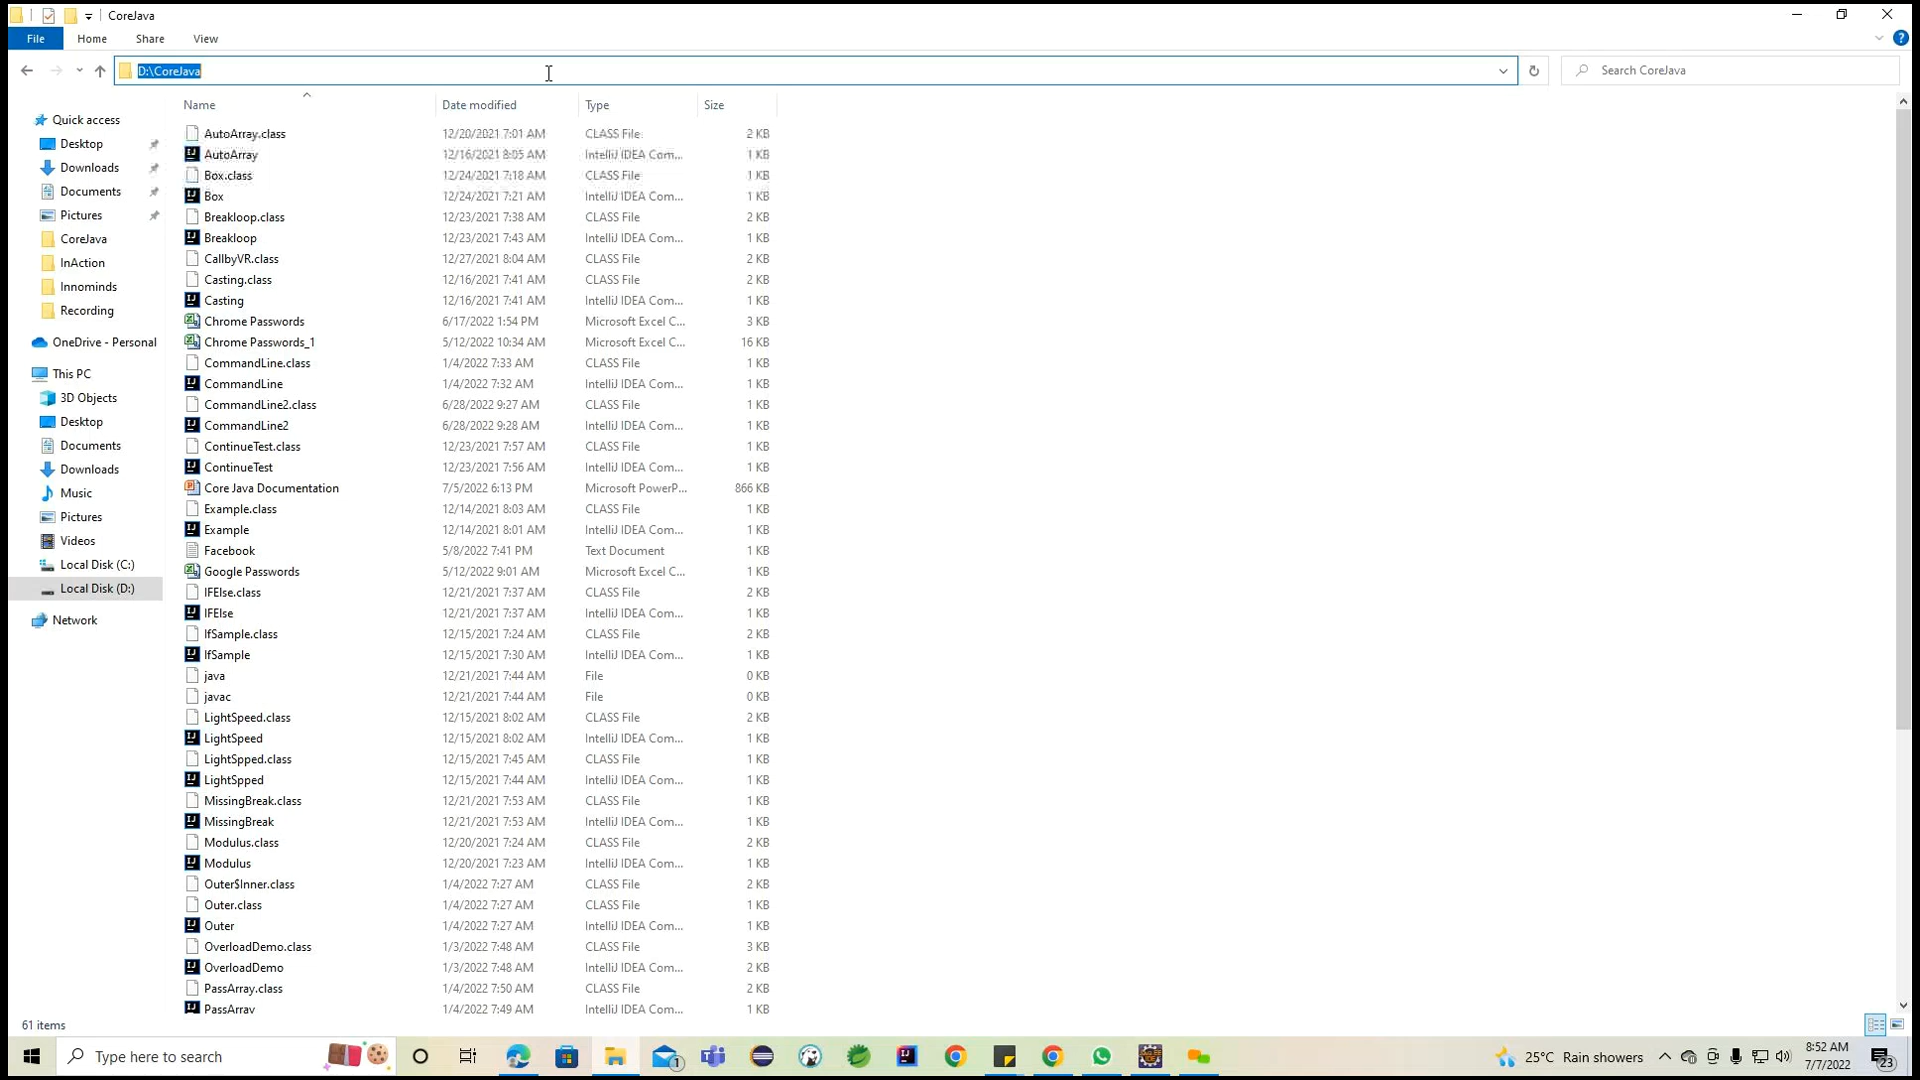 CoreJava
File Home Share View
D:\CoreJava
Search CoreJava
Name Date modified Type Size
Quick access
Desktop
Downloads
Documents
Pictures
CoreJava
InAction
Innominds
Recording
OneDrive - Personal
This PC
3D Objects
Desktop
Documents
Downloads
Music
Pictures
Videos
Local Disk (C:)
Local Disk (D:)
Network
AutoArray.class 12/20/2021 7:01 AM CLASS File 2 KB
AutoArray 12/16/2021 8:05 AM IntelliJ IDEA Com... 1 KB
Box.class 12/24/2021 7:18 AM CLASS File 1 KB
Box 12/24/2021 7:21 AM IntelliJ IDEA Com... 1 KB
Breakloop.class 12/23/2021 7:38 AM CLASS File 2 KB
Breakloop 12/23/2021 7:43 AM IntelliJ IDEA Com... 1 KB
CallbyVR.class 12/27/2021 8:04 AM CLASS File 2 KB
Casting.class 12/16/2021 7:41 AM CLASS File 2 KB
Casting 12/16/2021 7:41 AM IntelliJ IDEA Com... 1 KB
Chrome Passwords 6/17/2022 1:54 PM Microsoft Excel C... 3 KB
Chrome Passwords_1 5/12/2022 10:34 AM Microsoft Excel C... 16 KB
CommandLine.class 1/4/2022 7:33 AM CLASS File 1 KB
CommandLine 1/4/2022 7:32 AM IntelliJ IDEA Com... 1 KB
CommandLine2.class 6/28/2022 9:27 AM CLASS File 1 KB
CommandLine2 6/28/2022 9:28 AM IntelliJ IDEA Com... 1 KB
ContinueTest.class 12/23/2021 7:57 AM CLASS File 1 KB
ContinueTest 12/23/2021 7:56 AM IntelliJ IDEA Com... 1 KB
Core Java Documentation 7/5/2022 6:13 PM Microsoft PowerP... 866 KB
Example.class 12/14/2021 8:03 AM CLASS File 1 KB
Example 12/14/2021 8:01 AM IntelliJ IDEA Com... 1 KB
Facebook 5/8/2022 7:41 PM Text Document 1 KB
Google Passwords 5/12/2022 9:01 AM Microsoft Excel C... 1 KB
IFElse.class 12/21/2021 7:37 AM CLASS File 2 KB
IFElse 12/21/2021 7:37 AM IntelliJ IDEA Com... 1 KB
IfSample.class 12/15/2021 7:24 AM CLASS File 2 KB
IfSample 12/15/2021 7:30 AM IntelliJ IDEA Com... 1 KB
java 12/21/2021 7:44 AM File 0 KB
javac 12/21/2021 7:44 AM File 0 KB
LightSpeed.class 12/15/2021 8:02 AM CLASS File 2 KB
LightSpeed 12/15/2021 8:02 AM IntelliJ IDEA Com... 1 KB
LightSpped.class 12/15/2021 7:45 AM CLASS File 1 KB
LightSpped 12/15/2021 7:44 AM IntelliJ IDEA Com... 1 KB
MissingBreak.class 12/21/2021 7:53 AM CLASS File 1 KB
MissingBreak 12/21/2021 7:53 AM IntelliJ IDEA Com... 1 KB
Modulus.class 12/20/2021 7:24 AM CLASS File 2 KB
Modulus 12/20/2021 7:23 AM IntelliJ IDEA Com... 1 KB
Outer$Inner.class 1/4/2022 7:27 AM CLASS File 2 KB
Outer.class 1/4/2022 7:27 AM CLASS File 1 KB
Outer 1/4/2022 7:27 AM IntelliJ IDEA Com... 1 KB
OverloadDemo.class 1/3/2022 7:48 AM CLASS File 3 KB
OverloadDemo 1/3/2022 7:48 AM IntelliJ IDEA Com... 2 KB
PassArray.class 1/4/2022 7:50 AM CLASS File 2 KB
PassArray 1/4/2022 7:49 AM IntelliJ IDEA Com... 1 KB
61 items
Type here to search
1
25°C Rain showers
8:52 AM
7/7/2022
23